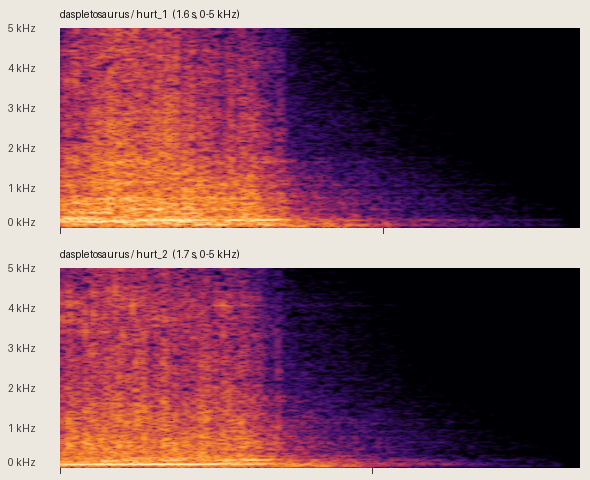 daspletosaurus / hurt_1 (1.6 s, 0-5 kHz)
5 kHz
4 kHz
3 kHz
2 kHz
1 kHz
0 kHz
daspletosaurus / hurt_2 (1.7 s, 0-5 kHz)
5 kHz
4 kHz
3 kHz
2 kHz
1 kHz
0 kHz